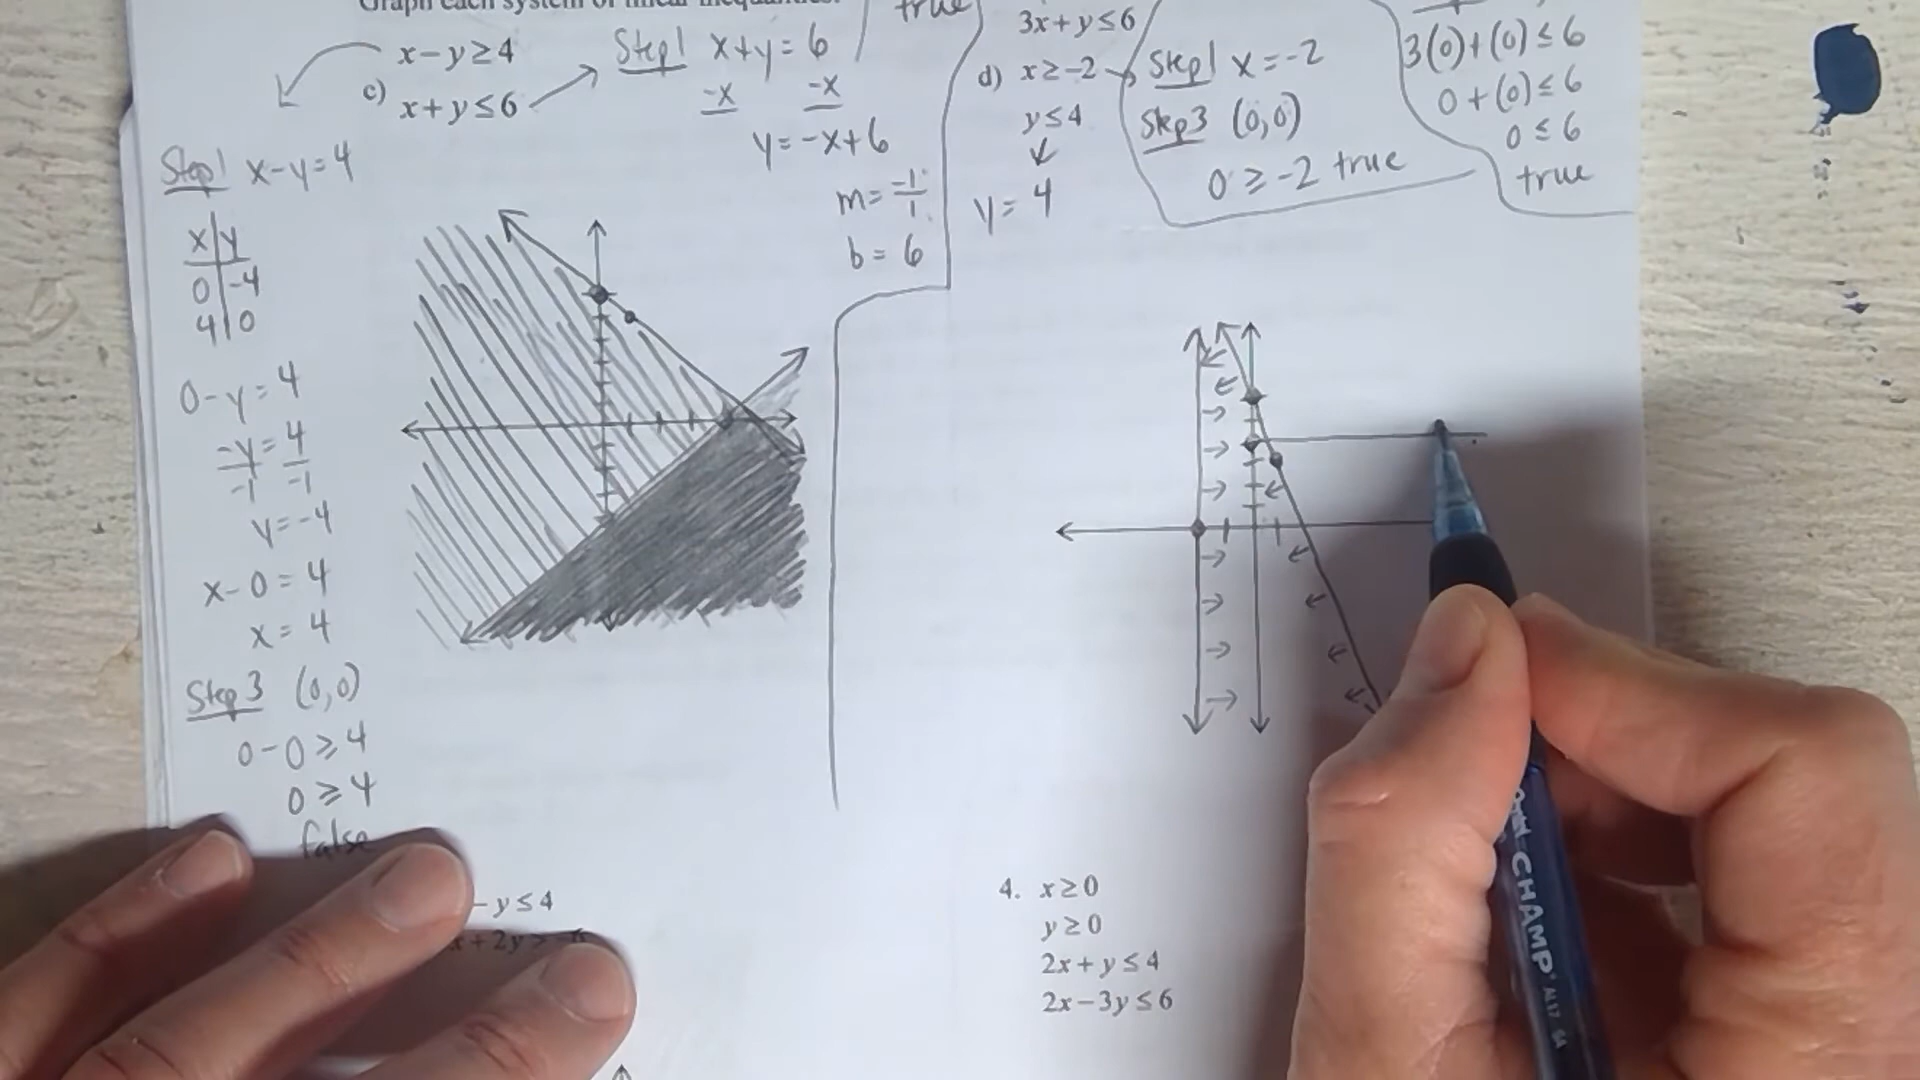 Graph each system of linear inequalities.
c) x-y≥4
x+y≤6
Step 1 x+y=6
-x -x
y=-x+6
m=-1/1
b=6
Step 1 x-y=4
x|y
0|-4
4|0
0-y=4
-y=4
-1 -1
y=-4
x-0=4
x=4
Step 3 (0,0)
0-0≥4
0≥4
false
true
3x+y≤6
d) x≥-2
y≤4
y=4
Step 1 x=-2
Step 3 (0,0)
0≥-2 true
3(0)+(0)≤6
0+(0)≤6
0≤6
true
-y≤4
4. x≥0
y≥0
2x+y≤4
2x-3y≤6
CHAMP